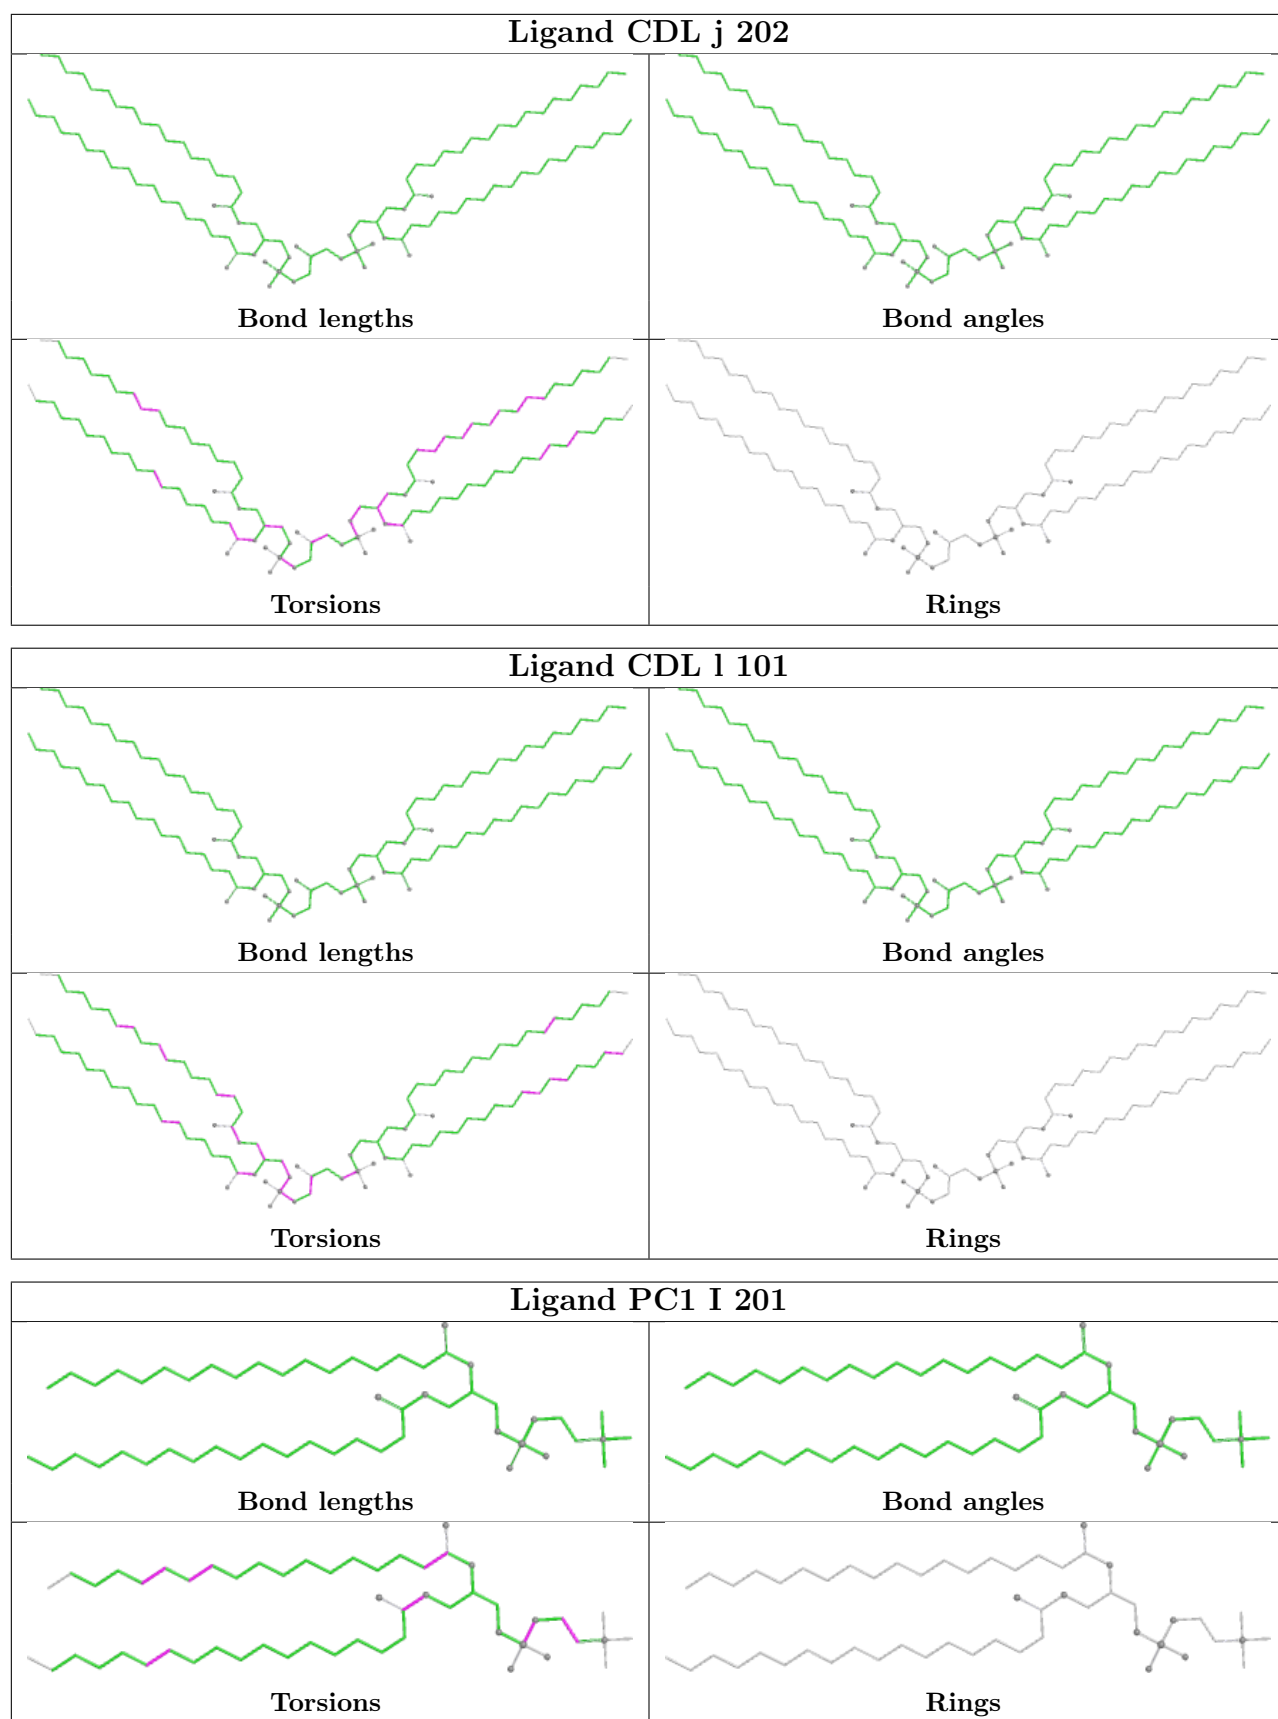 Ligand CDL j 202
Bond lengths
Bond angles
Torsions
Rings
Ligand CDL l 101
Bond lengths
Bond angles
Torsions
Rings
Ligand PC1 I 201
Bond lengths
Bond angles
Torsions
Rings